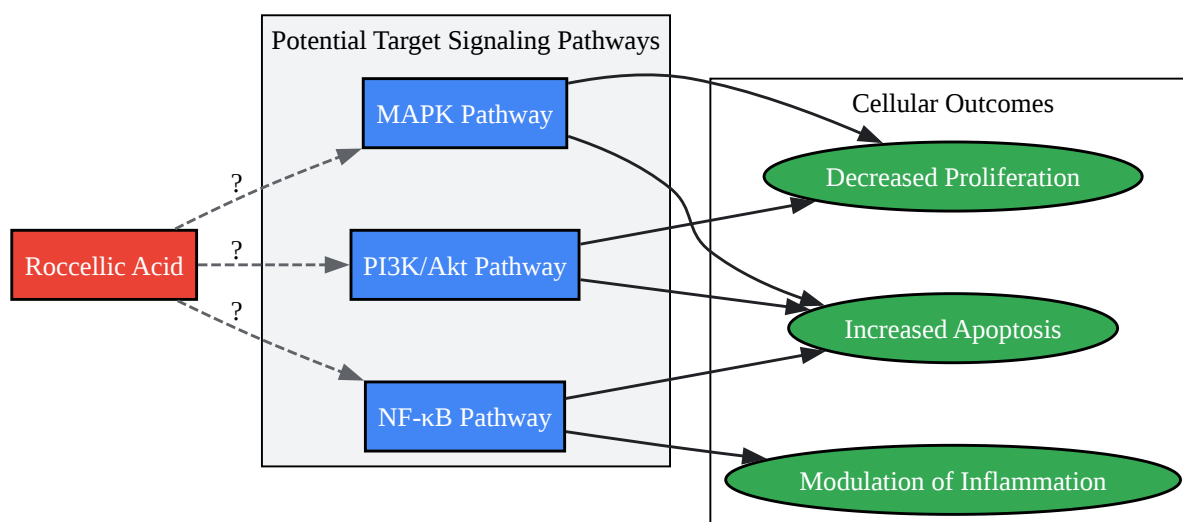 Potential Target Signaling Pathways
Cellular Outcomes
MAPK Pathway
Decreased Proliferation
?
Roccellic Acid
?
PI3K/Akt Pathway
?
Increased Apoptosis
NF-κB Pathway
Modulation of Inflammation